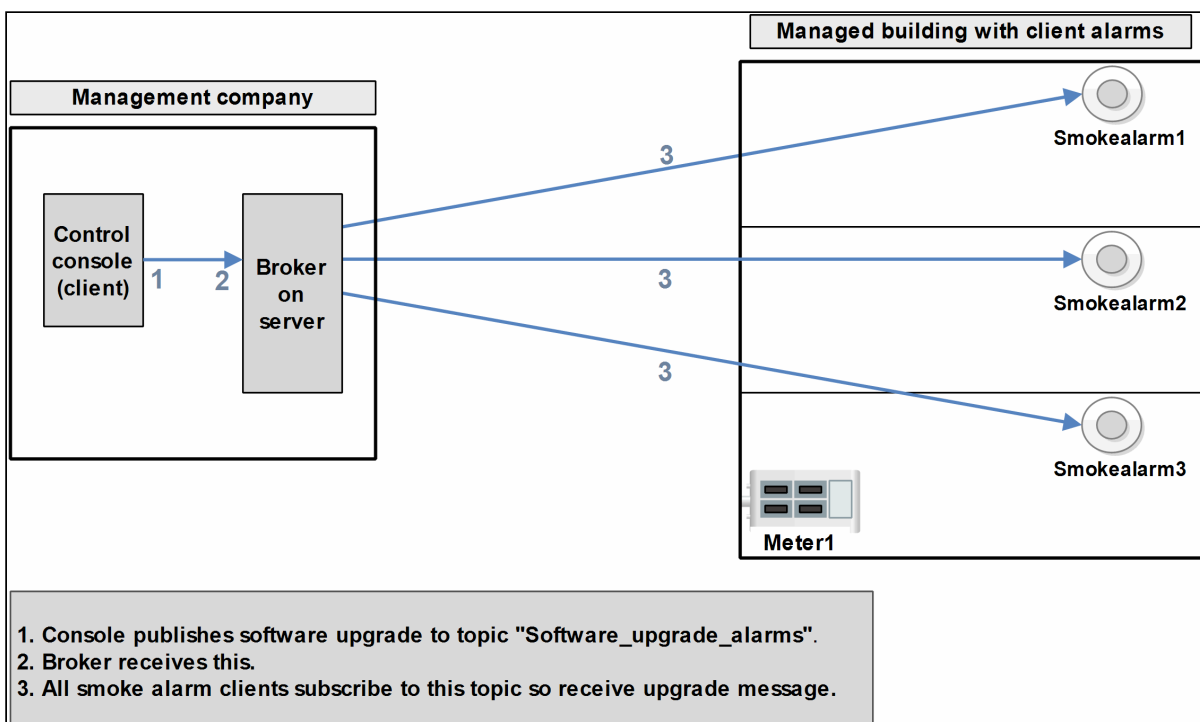 Managed building with client alarms
Management company
Smokealarm1
3
Control
console
(client)
1
2
Broker
on
server
3
Smokealarm2
3
Smokealarm3
Meter1
1. Console publishes software upgrade to topic "Software_upgrade_alarms".
2. Broker receives this.
3. All smoke alarm clients subscribe to this topic so receive upgrade message.